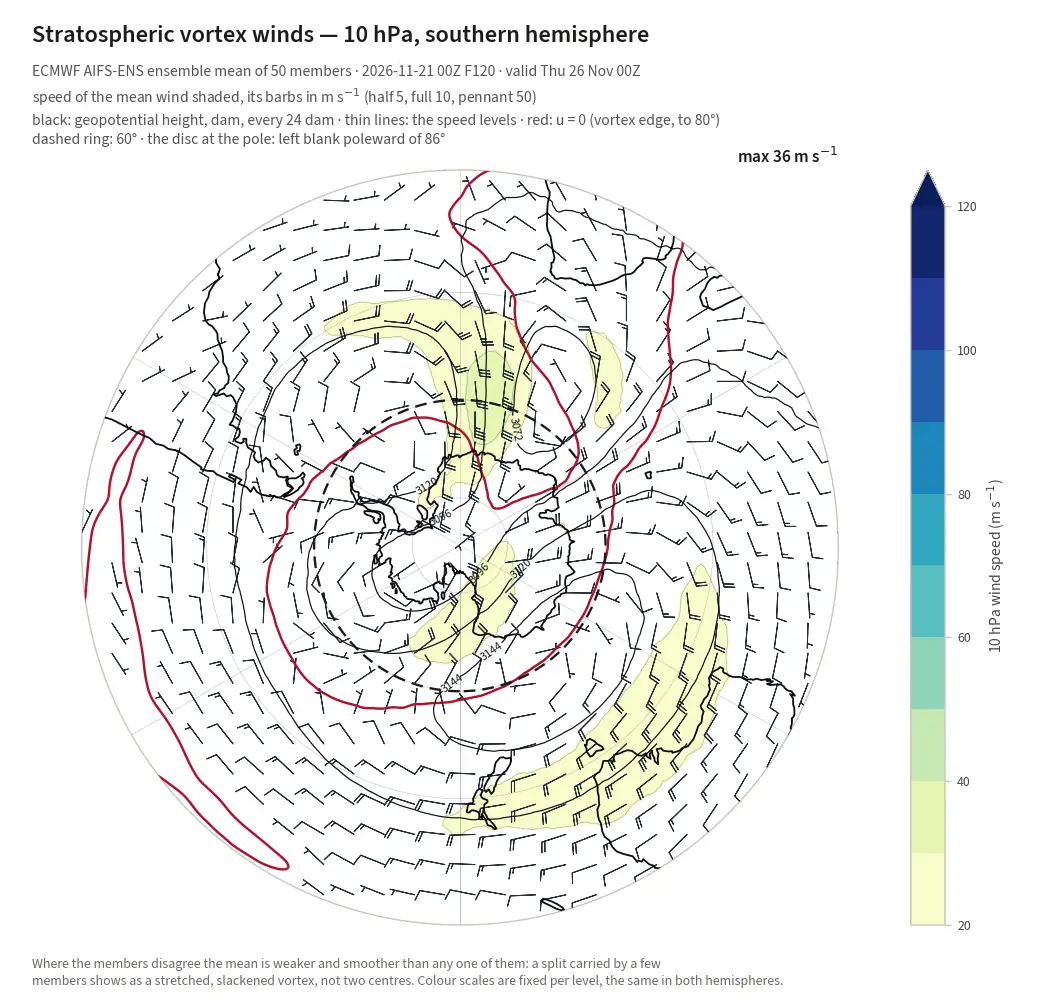 Stratospheric vortex winds — 10 hPa, southern hemisphere
ECMWF AIFS-ENS ensemble mean of 50 members · 2026-11-21 00Z F120 · valid Thu 26 Nov 00Z
speed of the mean wind shaded, its barbs in m s⁻¹ (half 5, full 10, pennant 50)
black: geopotential height, dam, every 24 dam · thin lines: the speed levels · red: u = 0 (vortex edge, to 80°)
dashed ring: 60° · the disc at the pole: left blank poleward of 86°
max 36 m s⁻¹
120
100
80
60
40
20
10 hPa wind speed (m s⁻¹)
3072
3120
3096
3096
3120
3144
3144
Where the members disagree the mean is weaker and smoother than any one of them: a split carried by a few
members shows as a stretched, slackened vortex, not two centres. Colour scales are fixed per level, the same in both hemispheres.